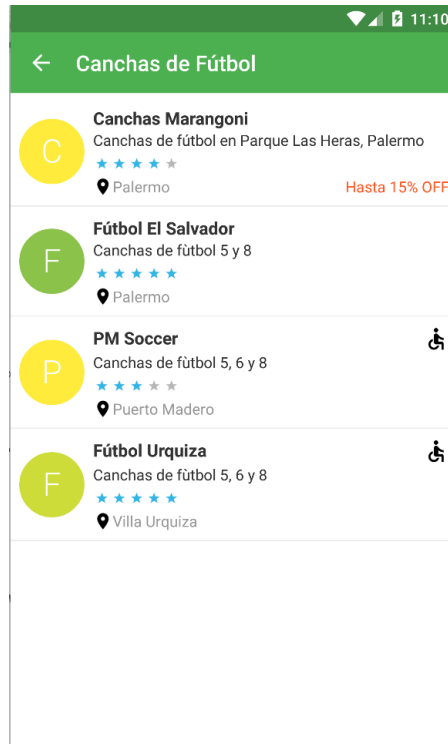 11:10
Canchas de Fútbol
C
Canchas Marangoni
Canchas de fútbol en Parque Las Heras, Palermo
Palermo
Hasta 15% OFF
F
Fútbol El Salvador
Canchas de fùtbol 5 y 8
Palermo
P
PM Soccer
Canchas de fùtbol 5, 6 y 8
Puerto Madero
F
Fútbol Urquiza
Canchas de fùtbol 5, 6 y 8
Villa Urquiza